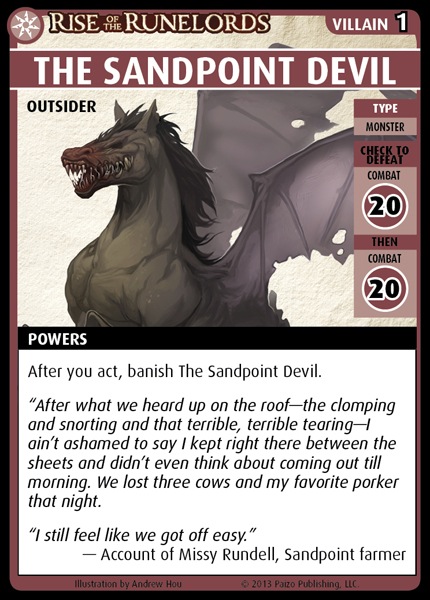 RISE OF THE RUNELORDS
VILLAIN 1
THE SANDPOINT DEVIL
OUTSIDER
TYPE
MONSTER
CHECK TO
DEFEAT
COMBAT
20
THEN
COMBAT
20
POWERS
After you act, banish The Sandpoint Devil.
“After what we heard up on the roof—the clomping
and snorting and that terrible, terrible tearing—I
ain’t ashamed to say I kept right there between the
sheets and didn’t even think about coming out till
morning. We lost three cows and my favorite porker
that night.
“I still feel like we got off easy.”
— Account of Missy Rundell, Sandpoint farmer
Illustration by Andrew Hou
© 2013 Paizo Publishing, LLC.